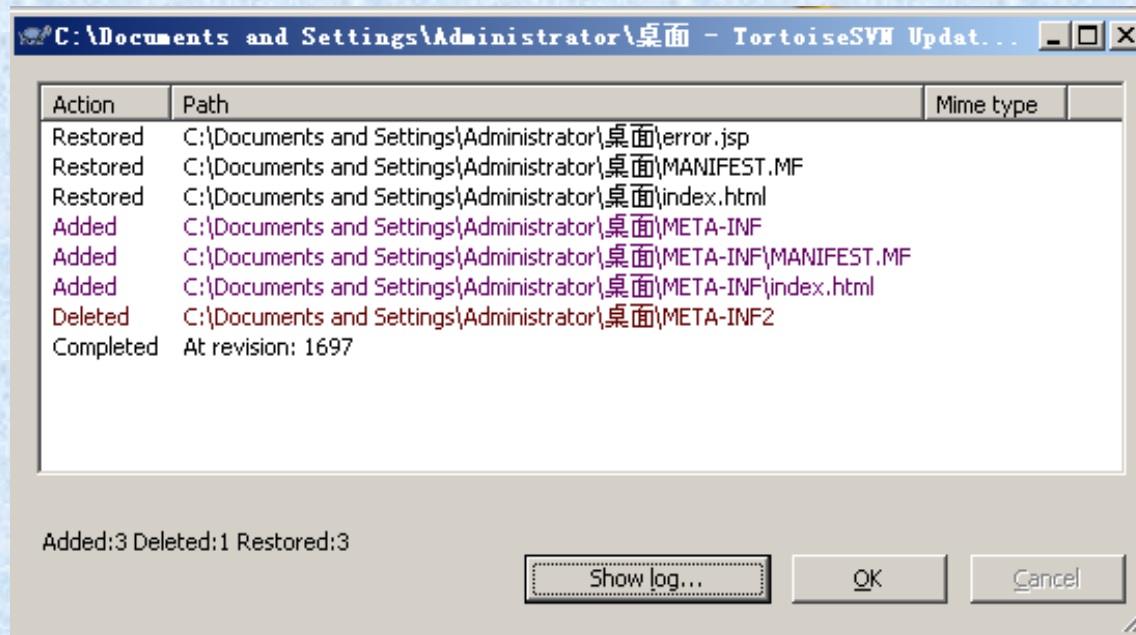 C:\Documents and Settings\Administrator\桌面 - TortoiseSVN Updat...
Action Path Mime type
Restored C:\Documents and Settings\Administrator\桌面\error.jsp
Restored C:\Documents and Settings\Administrator\桌面\MANIFEST.MF
Restored C:\Documents and Settings\Administrator\桌面\index.html
Added C:\Documents and Settings\Administrator\桌面\META-INF
Added C:\Documents and Settings\Administrator\桌面\META-INF\MANIFEST.MF
Added C:\Documents and Settings\Administrator\桌面\META-INF\index.html
Deleted C:\Documents and Settings\Administrator\桌面\META-INF2
Completed At revision: 1697
Added:3 Deleted:1 Restored:3
Show log... OK Cancel